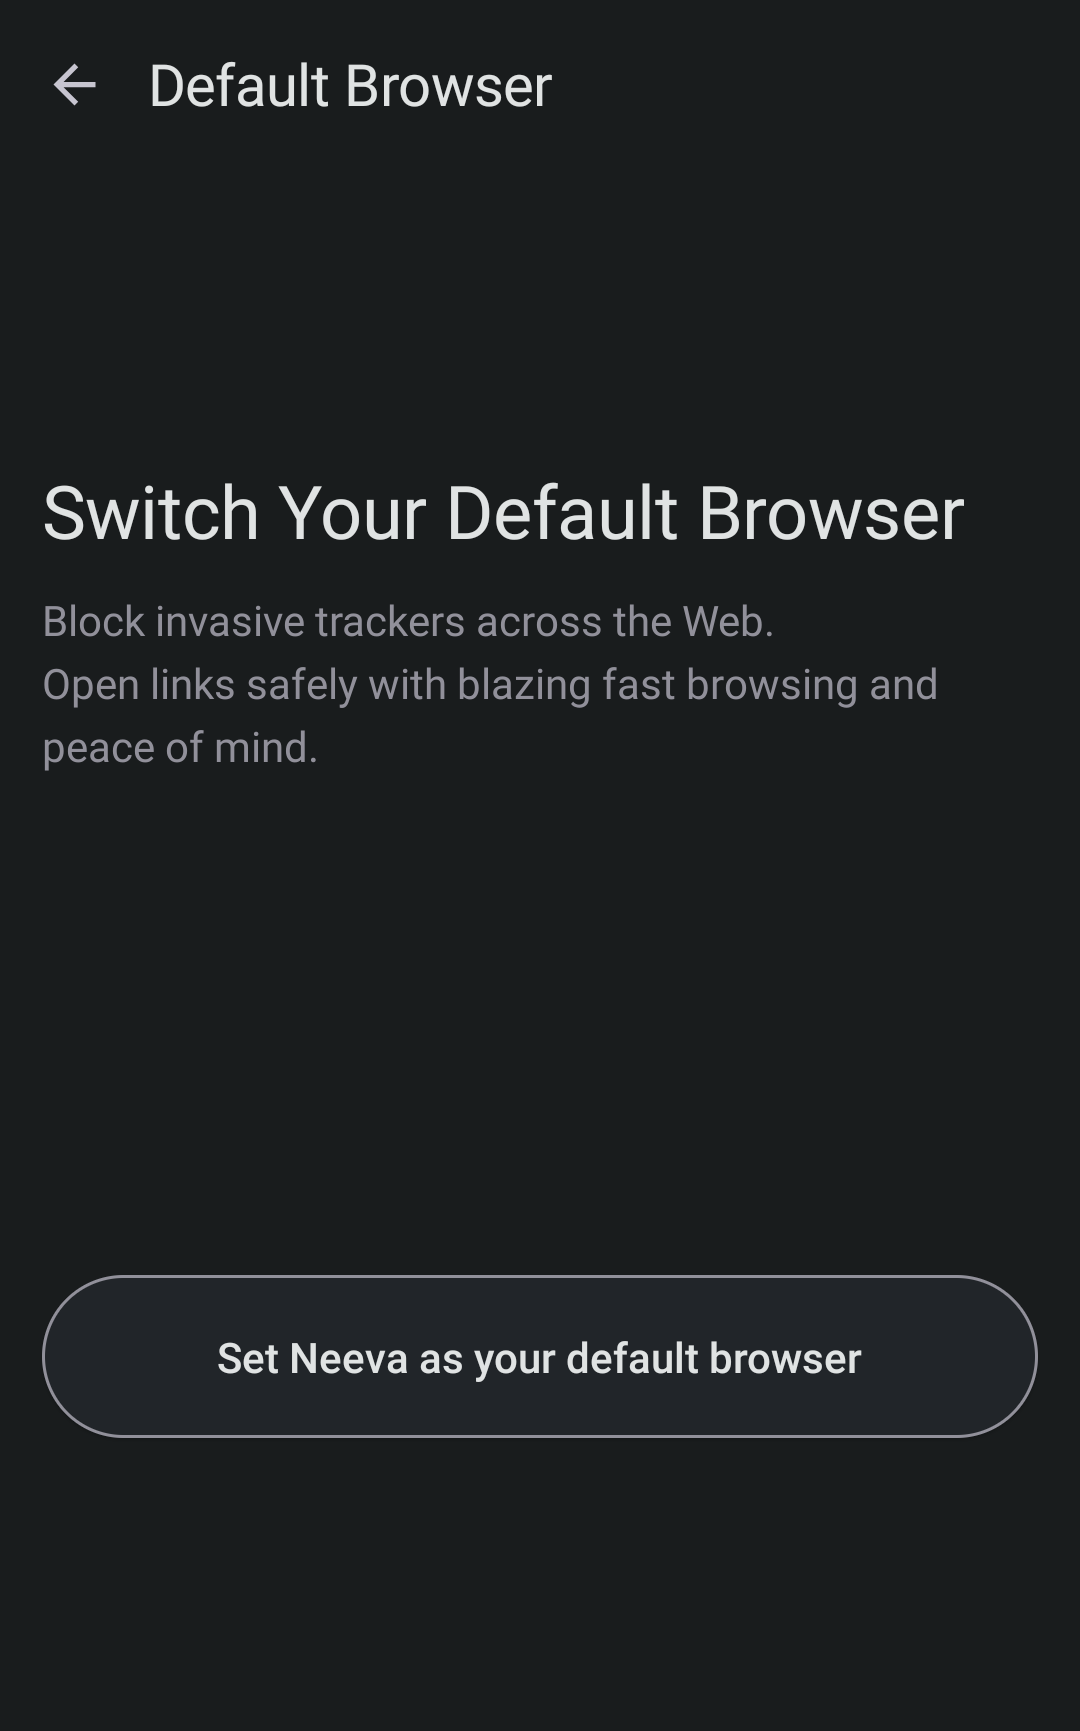 Default Browser
Switch Your Default Browser
Block invasive trackers across the Web.
Open links safely with blazing fast browsing and
peace of mind.
Set Neeva as your default browser